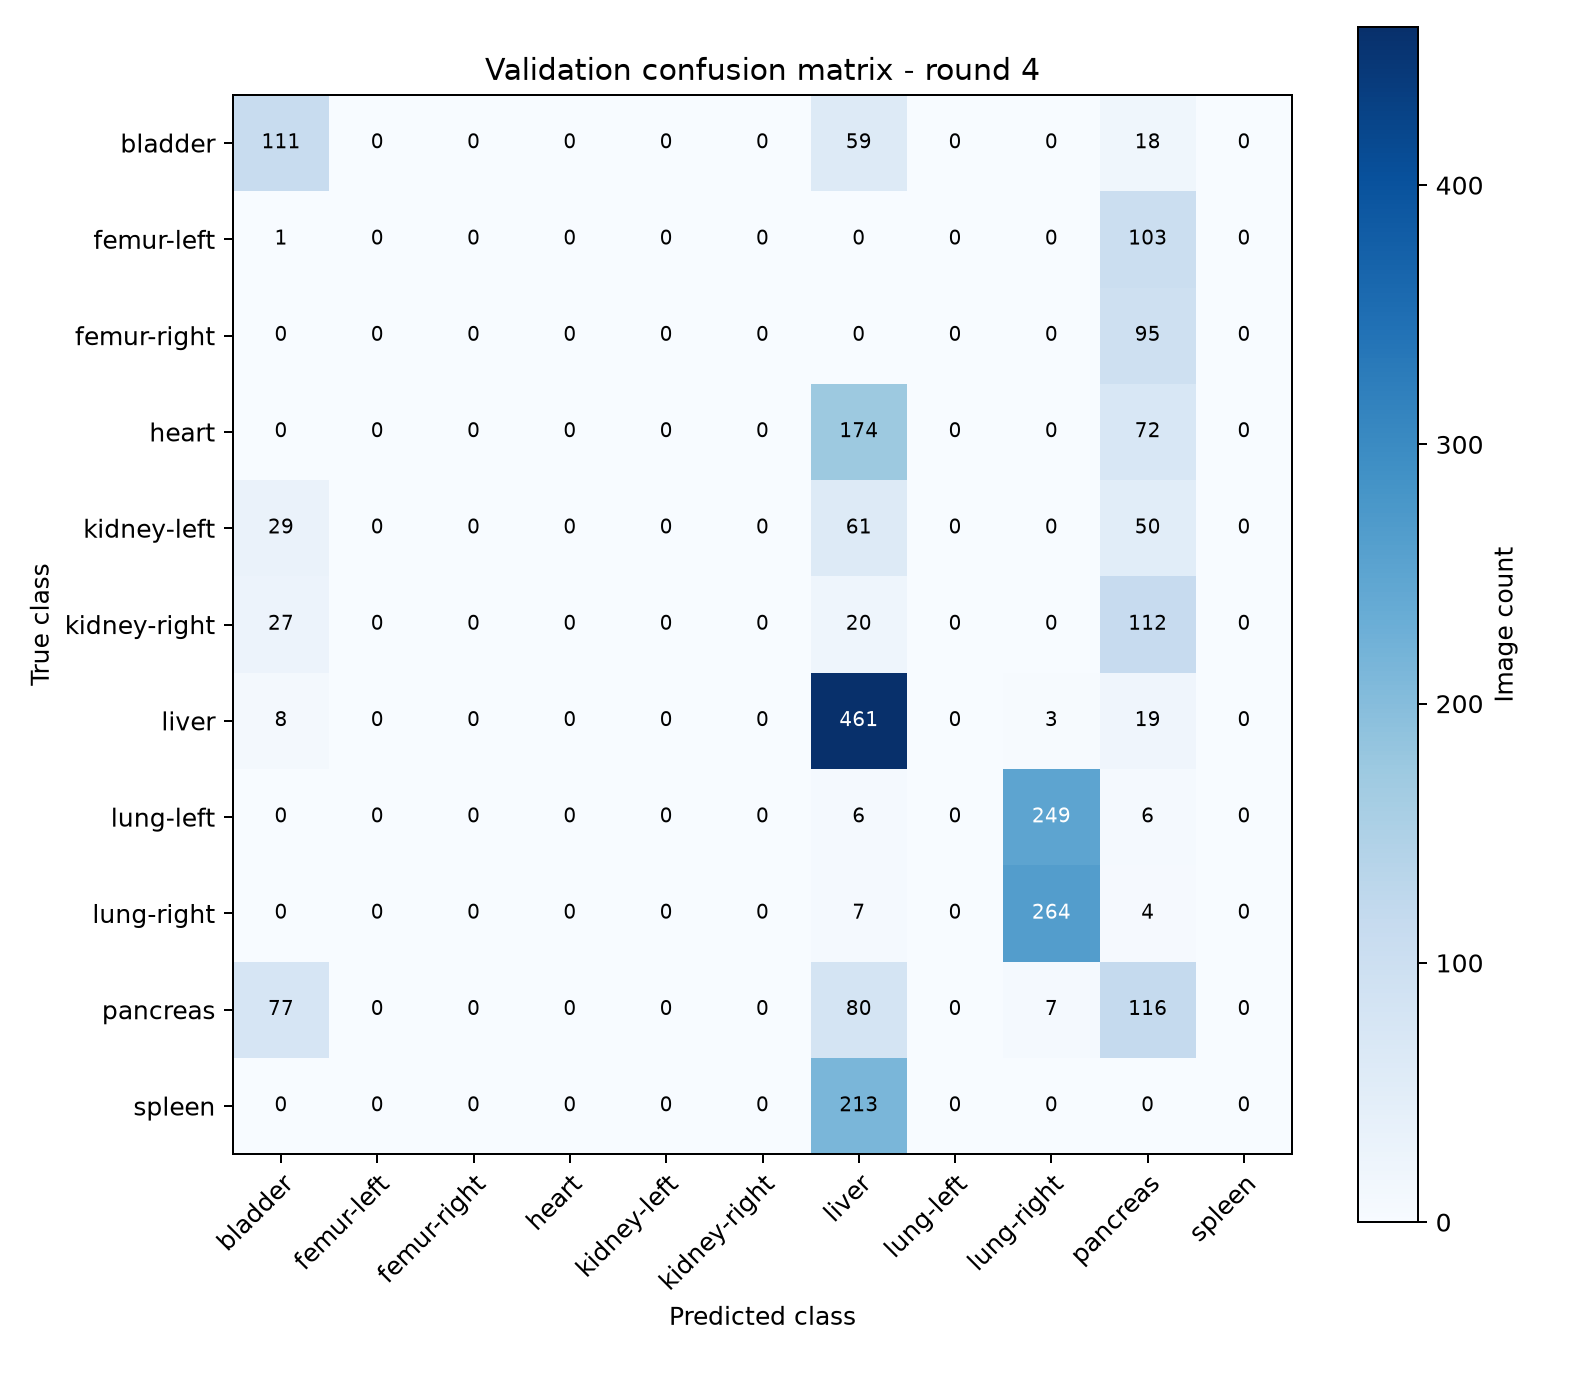 Validation confusion matrix - round 4
bladder 111 0 0 0 0 0 59 0 0 18 0
femur-left 1 0 0 0 0 0 0 0 0 103 0
femur-right 0 0 0 0 0 0 0 0 0 95 0
heart 0 0 0 0 0 0 174 0 0 72 0
kidney-left 29 0 0 0 0 0 61 0 0 50 0
kidney-right 27 0 0 0 0 0 20 0 0 112 0
liver 8 0 0 0 0 0 461 0 3 19 0
lung-left 0 0 0 0 0 0 6 0 249 6 0
lung-right 0 0 0 0 0 0 7 0 264 4 0
pancreas 77 0 0 0 0 0 80 0 7 116 0
spleen 0 0 0 0 0 0 213 0 0 0 0
True class
bladder femur-left femur-right heart kidney-left kidney-right liver lung-left lung-right pancreas spleen
Predicted class
400
300
200
100
0
Image count